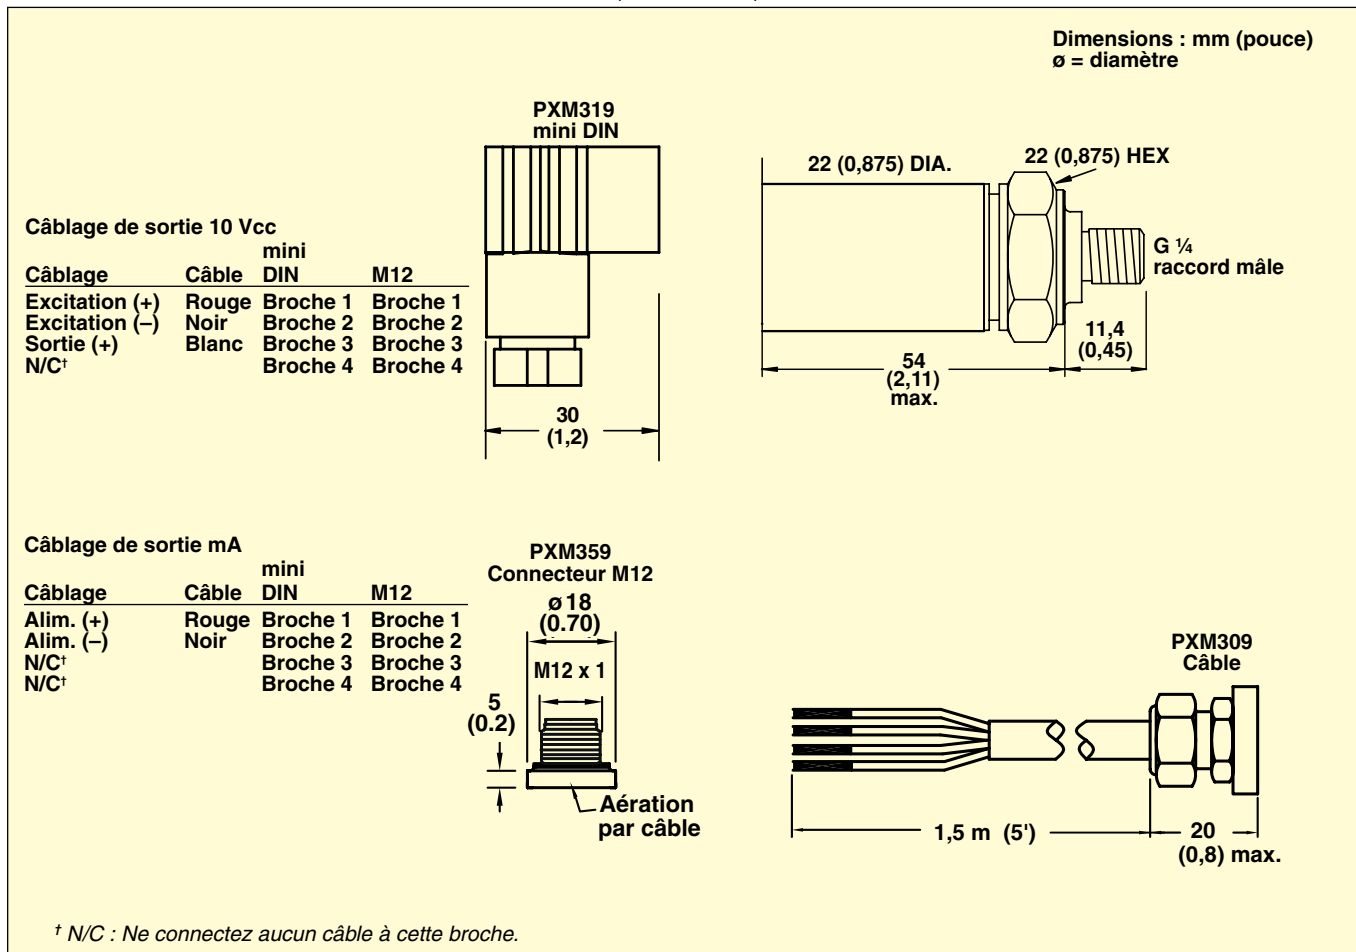 Dimensions : mm (pouce)
ø = diamètre
PXM319
mini DIN
22 (0,875) DIA.
22 (0,875) HEX
G ¼
raccord mâle
11,4
(0,45)
54
(2,11)
max.
30
(1,2)
Câblage de sortie 10 Vcc
mini
Câblage Câble DIN M12
Excitation (+) Rouge Broche 1 Broche 1
Excitation (–) Noir Broche 2 Broche 2
Sortie (+) Blanc Broche 3 Broche 3
N/C† Broche 4 Broche 4
Câblage de sortie mA
mini
Câblage Câble DIN M12
Alim. (+) Rouge Broche 1 Broche 1
Alim. (–) Noir Broche 2 Broche 2
N/C† Broche 3 Broche 3
N/C† Broche 4 Broche 4
PXM359
Connecteur M12
ø 18
(0.70)
M12 x 1
5
(0.2)
Aération
par câble
PXM309
Câble
1,5 m (5')
20
(0,8) max.
† N/C : Ne connectez aucun câble à cette broche.